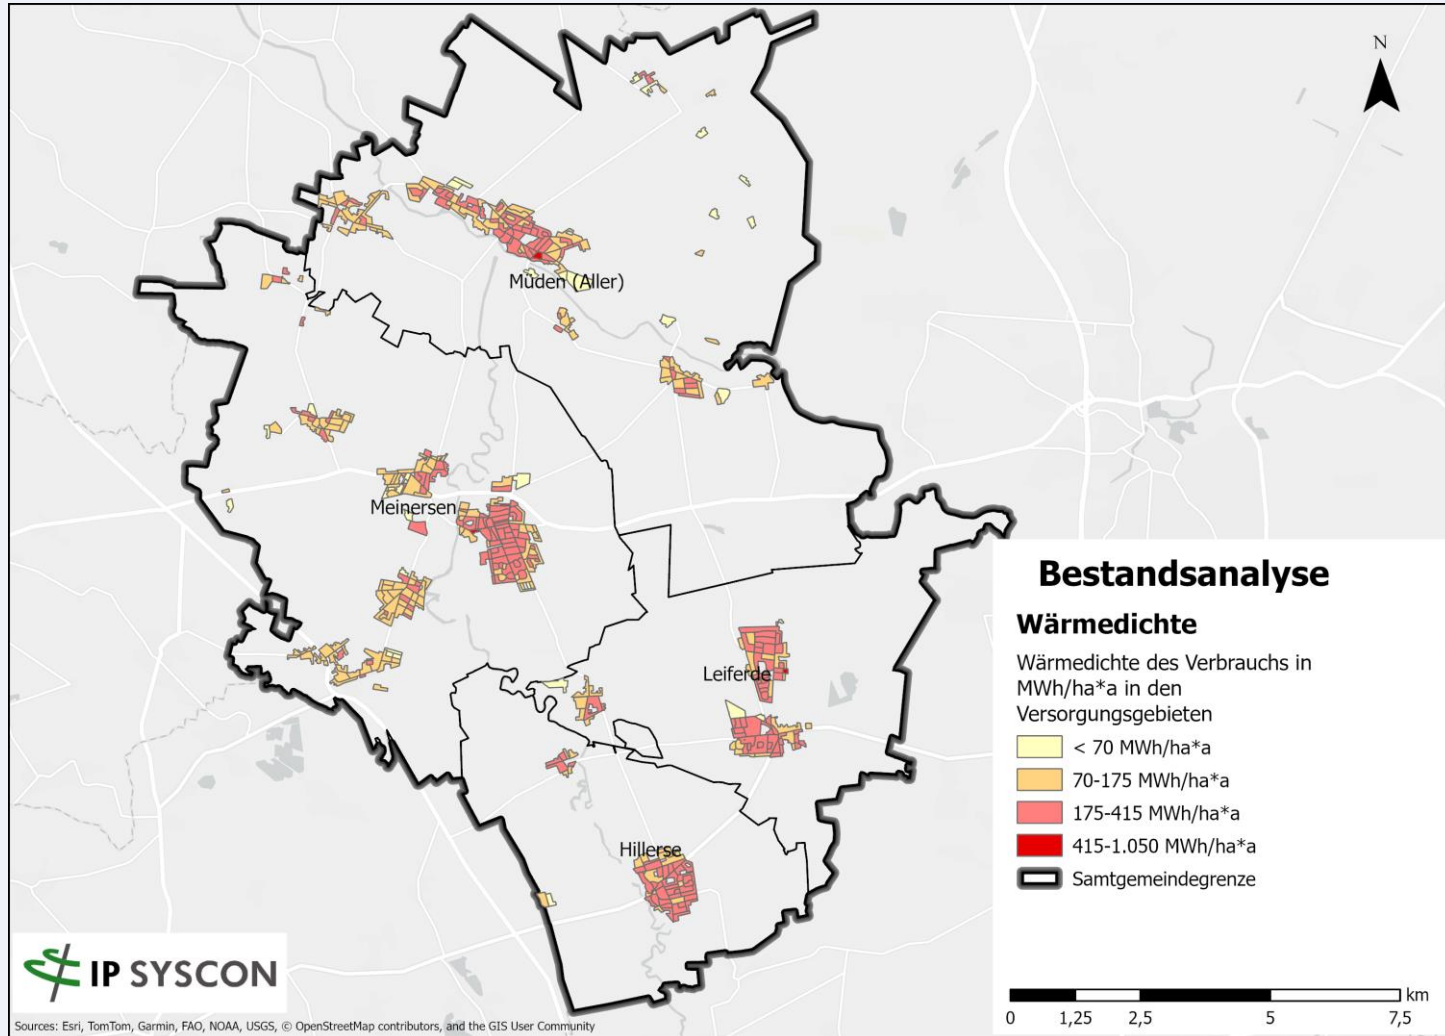 N
Müden (Aller)
Meinersen
Leiferde
Hillerse
Bestandsanalyse
Wärmedichte
Wärmedichte des Verbrauchs in
MWh/ha*a in den
Versorgungsgebieten
< 70 MWh/ha*a
70-175 MWh/ha*a
175-415 MWh/ha*a
415-1.050 MWh/ha*a
Samtgemeindegrenze
IP SYSCON
km
0 1,25 2,5 5 7,5
Sources: Esri, TomTom, Garmin, FAO, NOAA, USGS, © OpenStreetMap contributors, and the GIS User Community